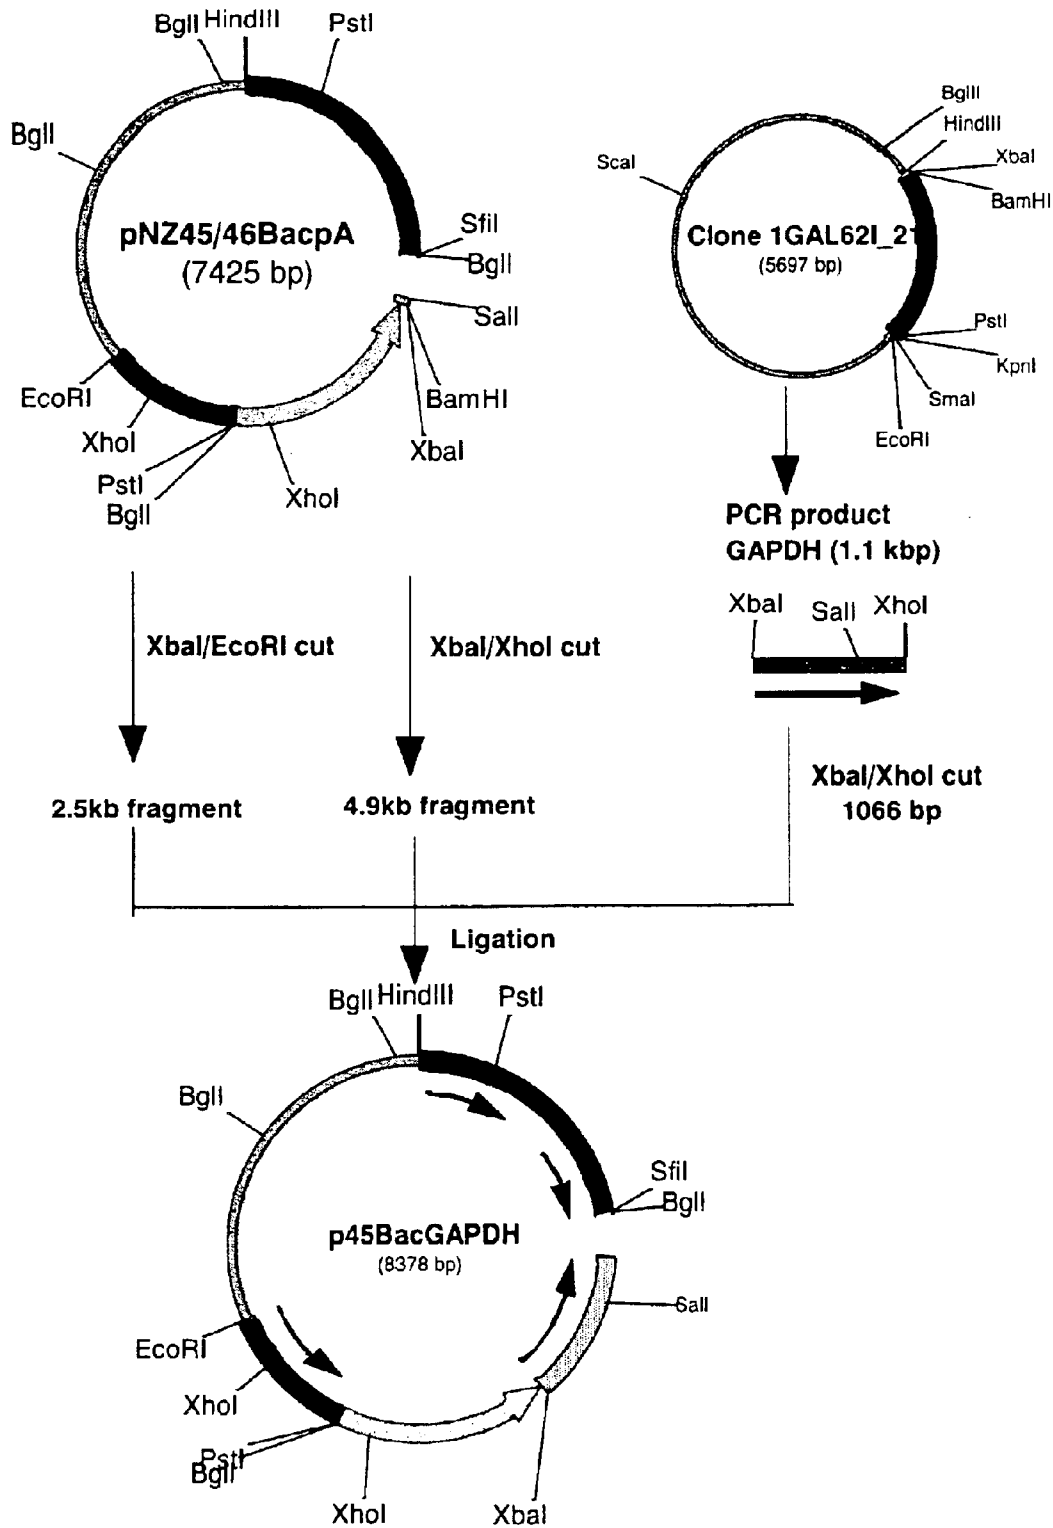 BglI HindIII PstI
BglI
pNZ45/46BacpA
(7425 bp)
SfiI
BglI
SalI
BamHI
XbaI
XhoI
EcoRI
XhoI
PstI
BglI
ScaI
BglII
HindIII
XbaI
BamHI
Clone 1GAL62I_21
(5697 bp)
PstI
KpnI
SmaI
EcoRI
PCR product
GAPDH (1.1 kbp)
XbaI SalI XhoI
XbaI/EcoRI cut
XbaI/XhoI cut
XbaI/XhoI cut
1066 bp
2.5kb fragment
4.9kb fragment
Ligation
BglI HindIII PstI
BglI
SfiI
BglI
p45BacGAPDH
(8378 bp)
SalI
EcoRI
XhoI
PstI
BglI
XhoI
XbaI